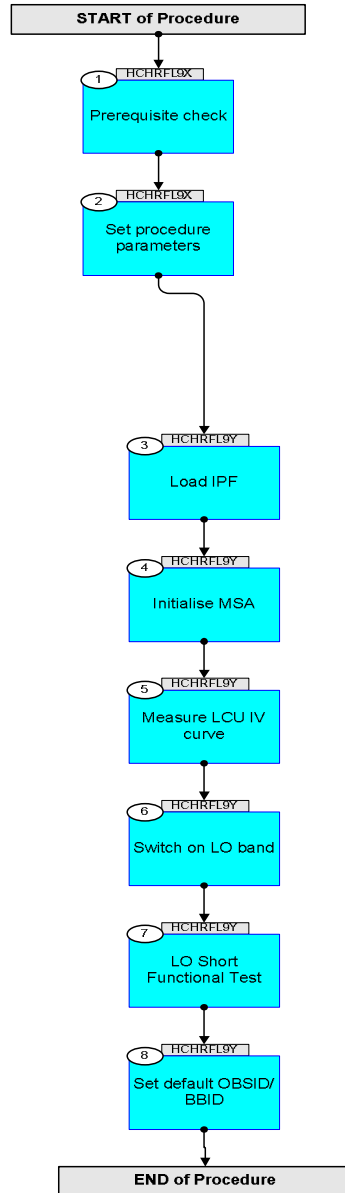 START of Procedure
HCHRFL9X
1
Prerequisite check
HCHRFL9X
2
Set procedure
parameters
HCHRFL9Y
3
Load IPF
HCHRFL9Y
4
Initialise MSA
HCHRFL9Y
5
Measure LCU IV
curve
HCHRFL9Y
6
Switch on LO band
HCHRFL9Y
7
LO Short
Functional Test
HCHRFL9Y
8
Set default OBSID/
BBID
END of Procedure